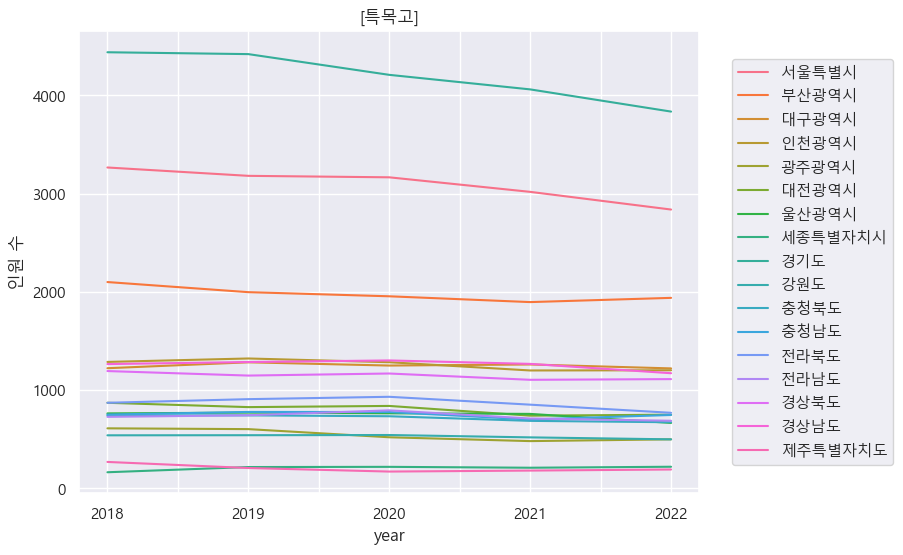 [특목고]
인원 수
4000
3000
2000
1000
0
2018 2019 2020 2021 2022
year
서울특별시
부산광역시
대구광역시
인천광역시
광주광역시
대전광역시
울산광역시
세종특별자치시
경기도
강원도
충청북도
충청남도
전라북도
전라남도
경상북도
경상남도
제주특별자치도